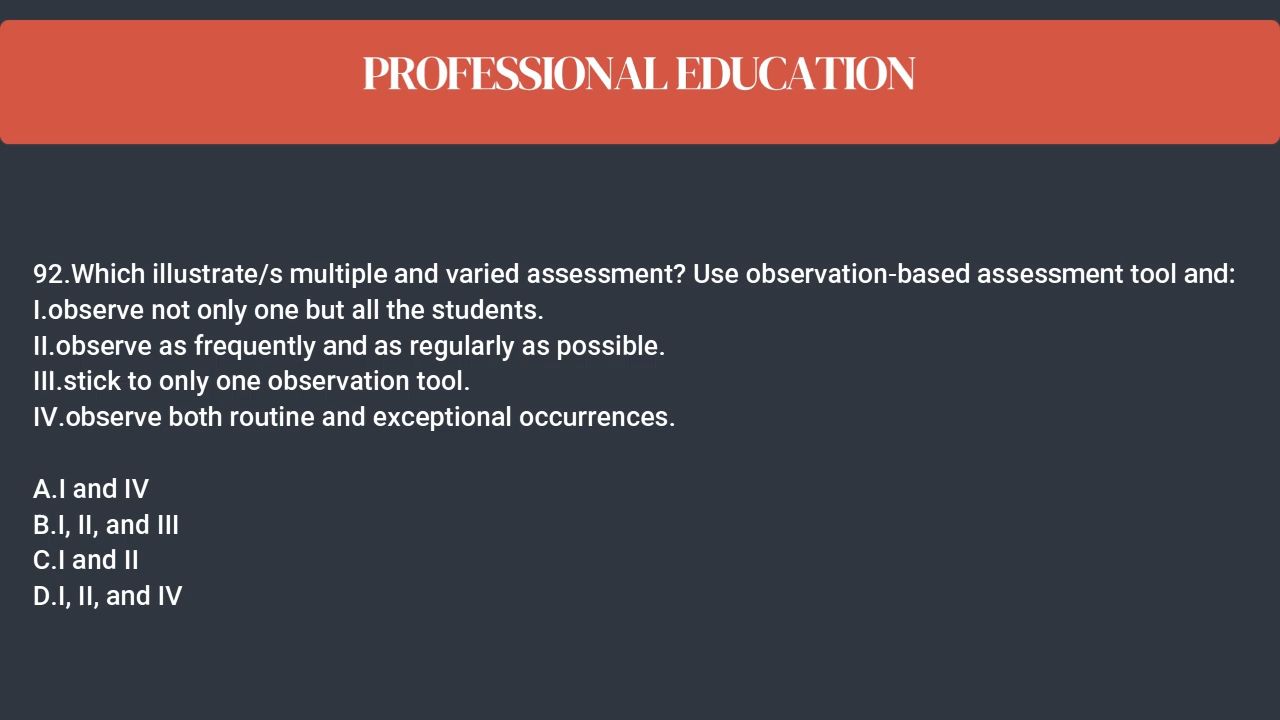 PROFESSIONAL EDUCATION
92.Which illustrate/s multiple and varied assessment? Use observation-based assessment tool and:
I.observe not only one but all the students.
II.observe as frequently and as regularly as possible.
III.stick to only one observation tool.
IV.observe both routine and exceptional occurrences.
A.I and IV
B.I, II, and III
C.I and II
D.I, II, and IV